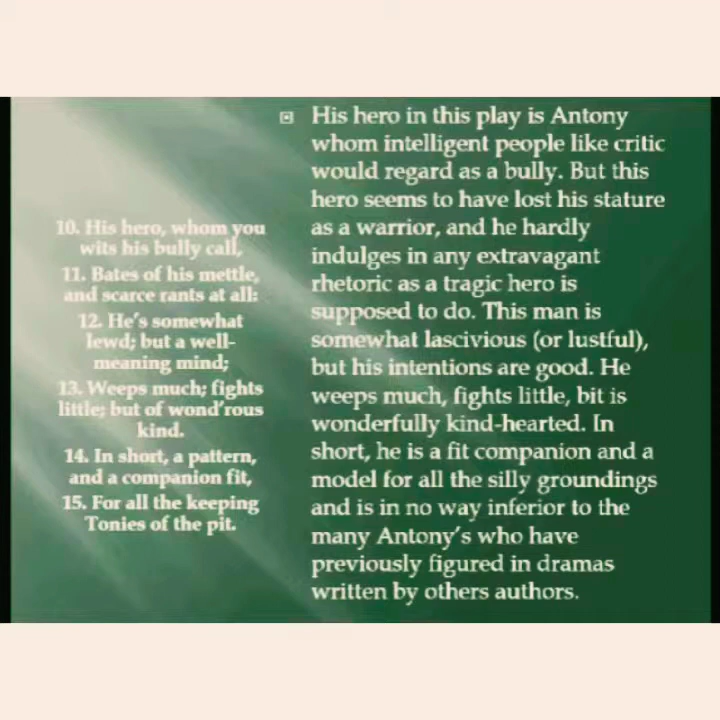 10. His hero, whom you
wits his bully call,
11. Bates of his mettle,
and scarce rants at all:
12. He's somewhat
lewd; but a well-
meaning mind;
13. Weeps much; fights
little; but of wond'rous
kind.
14. In short, a pattern,
and a companion fit,
15. For all the keeping
Tonies of the pit.
His hero in this play is Antony
whom intelligent people like critic
would regard as a bully. But this
hero seems to have lost his stature
as a warrior, and he hardly
indulges in any extravagant
rhetoric as a tragic hero is
supposed to do. This man is
somewhat lascivious (or lustful),
but his intentions are good. He
weeps much, fights little, bit is
wonderfully kind-hearted. In
short, he is a fit companion and a
model for all the silly groundings
and is in no way inferior to the
many Antony's who have
previously figured in dramas
written by others authors.